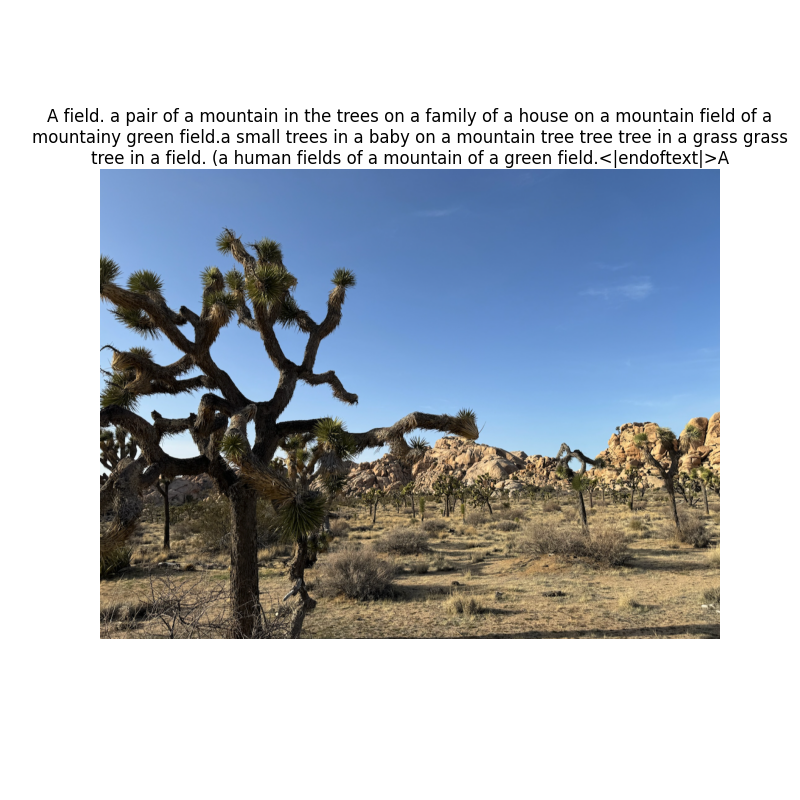 A field. a pair of a mountain in the trees on a family of a house on a mountain field of a
mountainy green field.a small trees in a baby on a mountain tree tree tree in a grass grass
tree in a field. (a human fields of a mountain of a green field.<|endoftext|>A